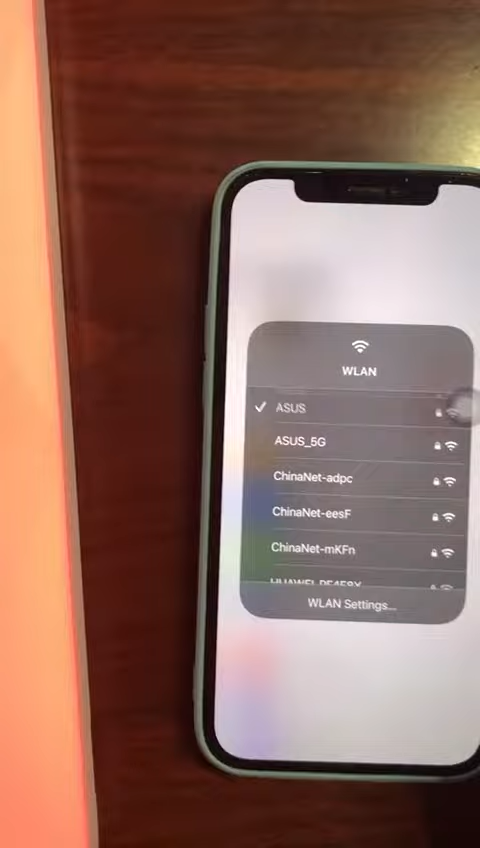 WLAN
ASUS
ASUS_5G
ChinaNet-adpc
ChinaNet-eesF
ChinaNet-mKFn
WLAN Settings...